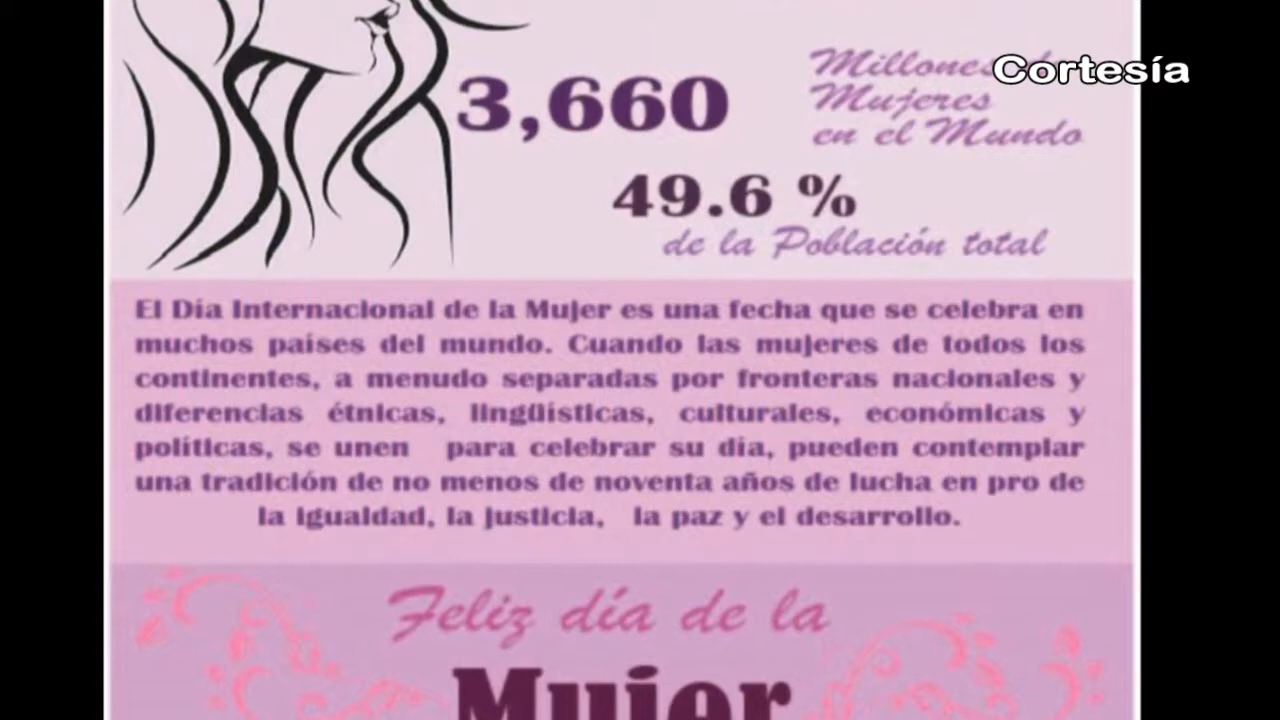 3,660
Millones
Cortesía
Mujeres
en el Mundo
49.6 %
de la Población total
El Día Internacional de la Mujer es una fecha que se celebra en
muchos países del mundo. Cuando las mujeres de todos los
continentes, a menudo separadas por fronteras nacionales y
diferencias étnicas, lingüísticas, culturales, económicas y
políticas, se unen para celebrar su día, pueden contemplar
una tradición de no menos de noventa años de lucha en pro de
la igualdad, la justicia, la paz y el desarrollo.
Feliz día de la
Mujer